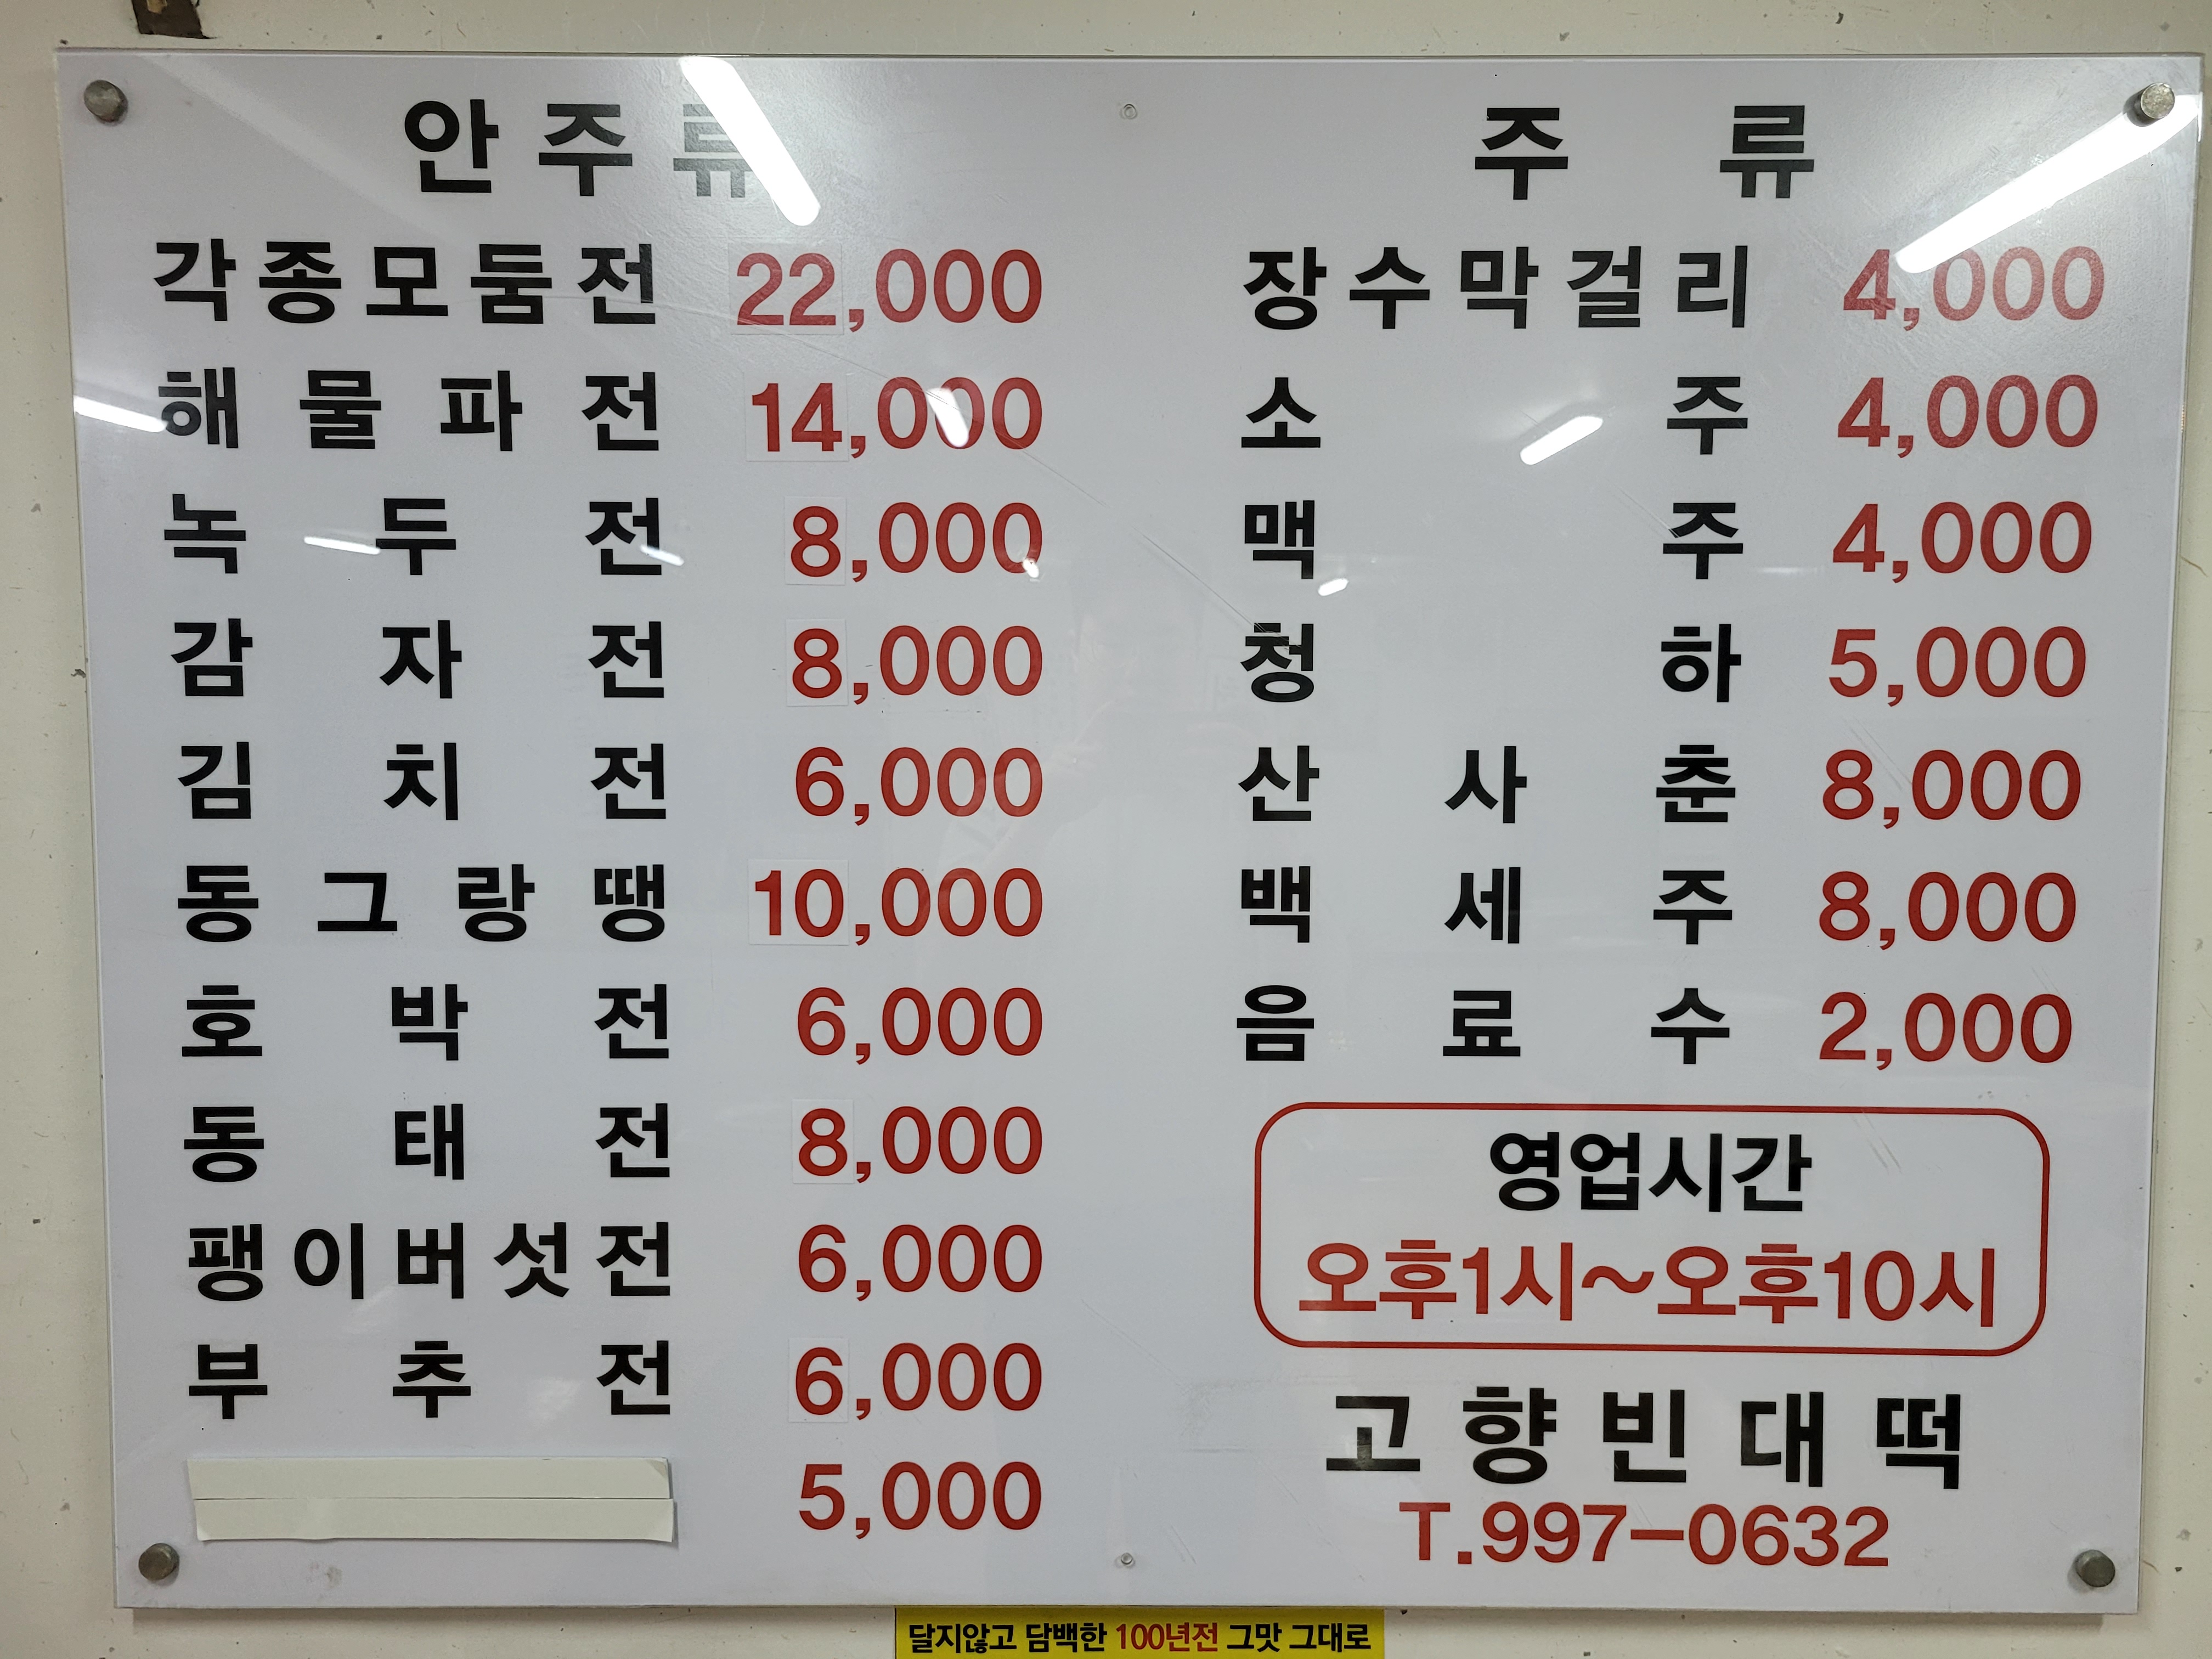 안주류
각종모둠전 22,000
해물파전 14,000
녹두전 8,000
감자전 8,000
김치전 6,000
동그랑땡 10,000
호박전 6,000
동태전 8,000
팽이버섯전 6,000
부추전 6,000
5,000
주류
장수막걸리 4,000
소주 4,000
맥주 4,000
청하 5,000
산사춘 8,000
백세주 8,000
음료수 2,000
영업시간
오후1시~오후10시
고향빈대떡
T.997-0632
달지않고 담백한 100년전 그맛 그대로